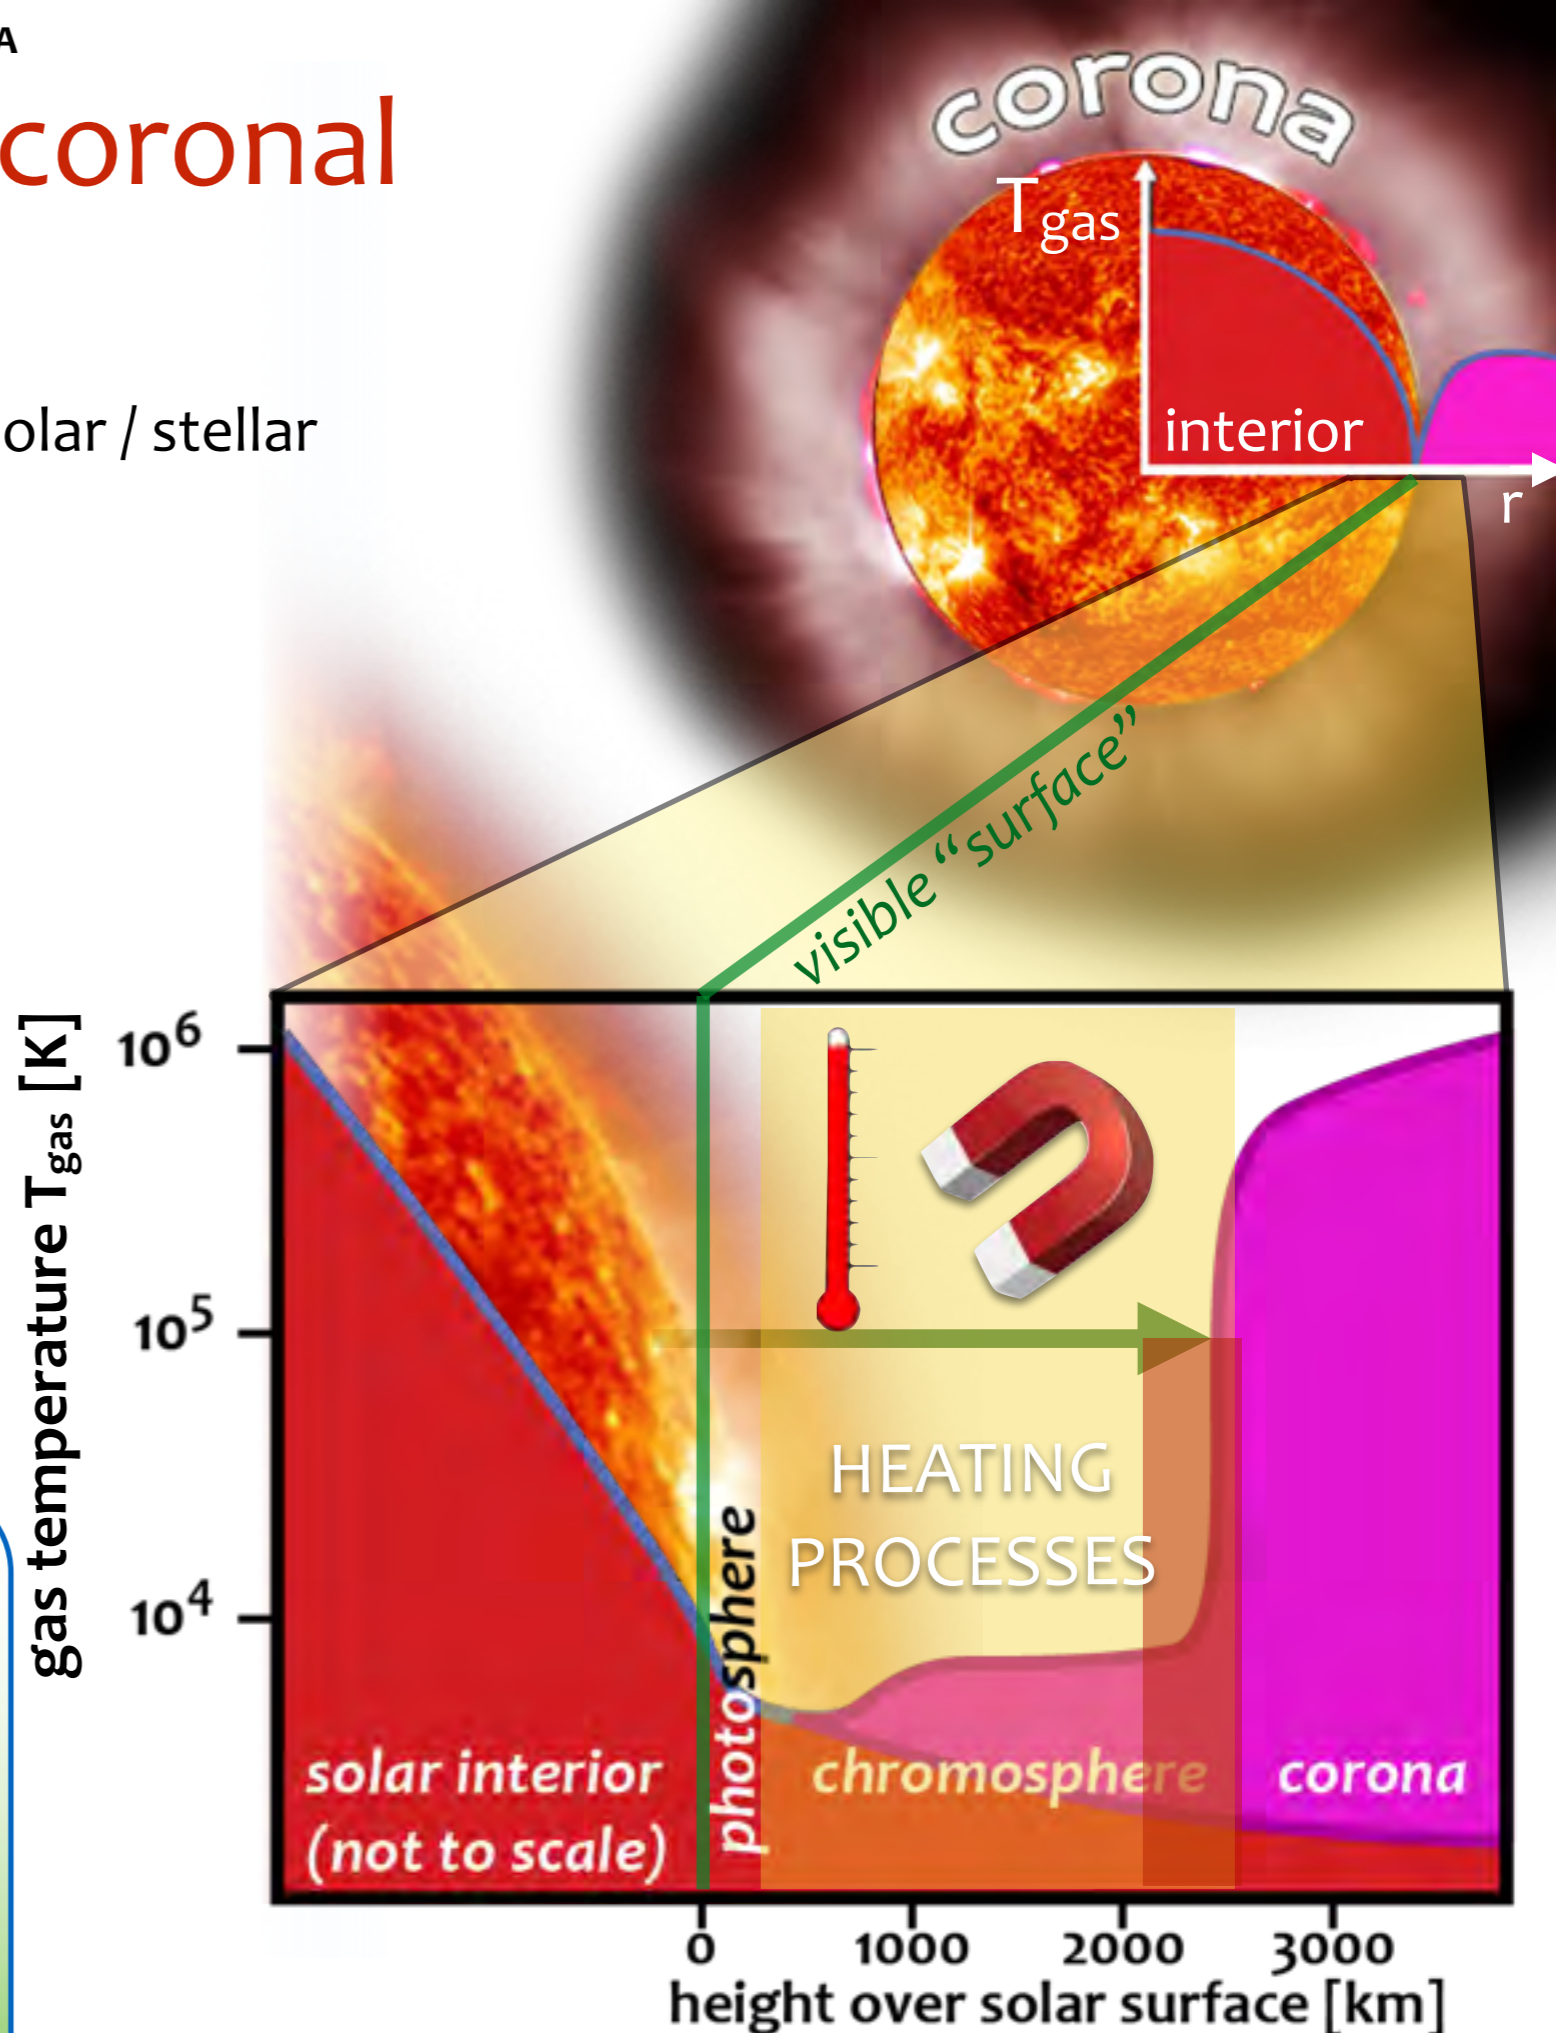 A
coronal
olar / stellar
corona
Tgas
interior
r
visible “surface”
gas temperature Tgas [K]
10⁶
10⁵
10⁴
HEATING
PROCESSES
photosphere
solar interior
(not to scale)
chromosphere
corona
0 1000 2000 3000
height over solar surface [km]